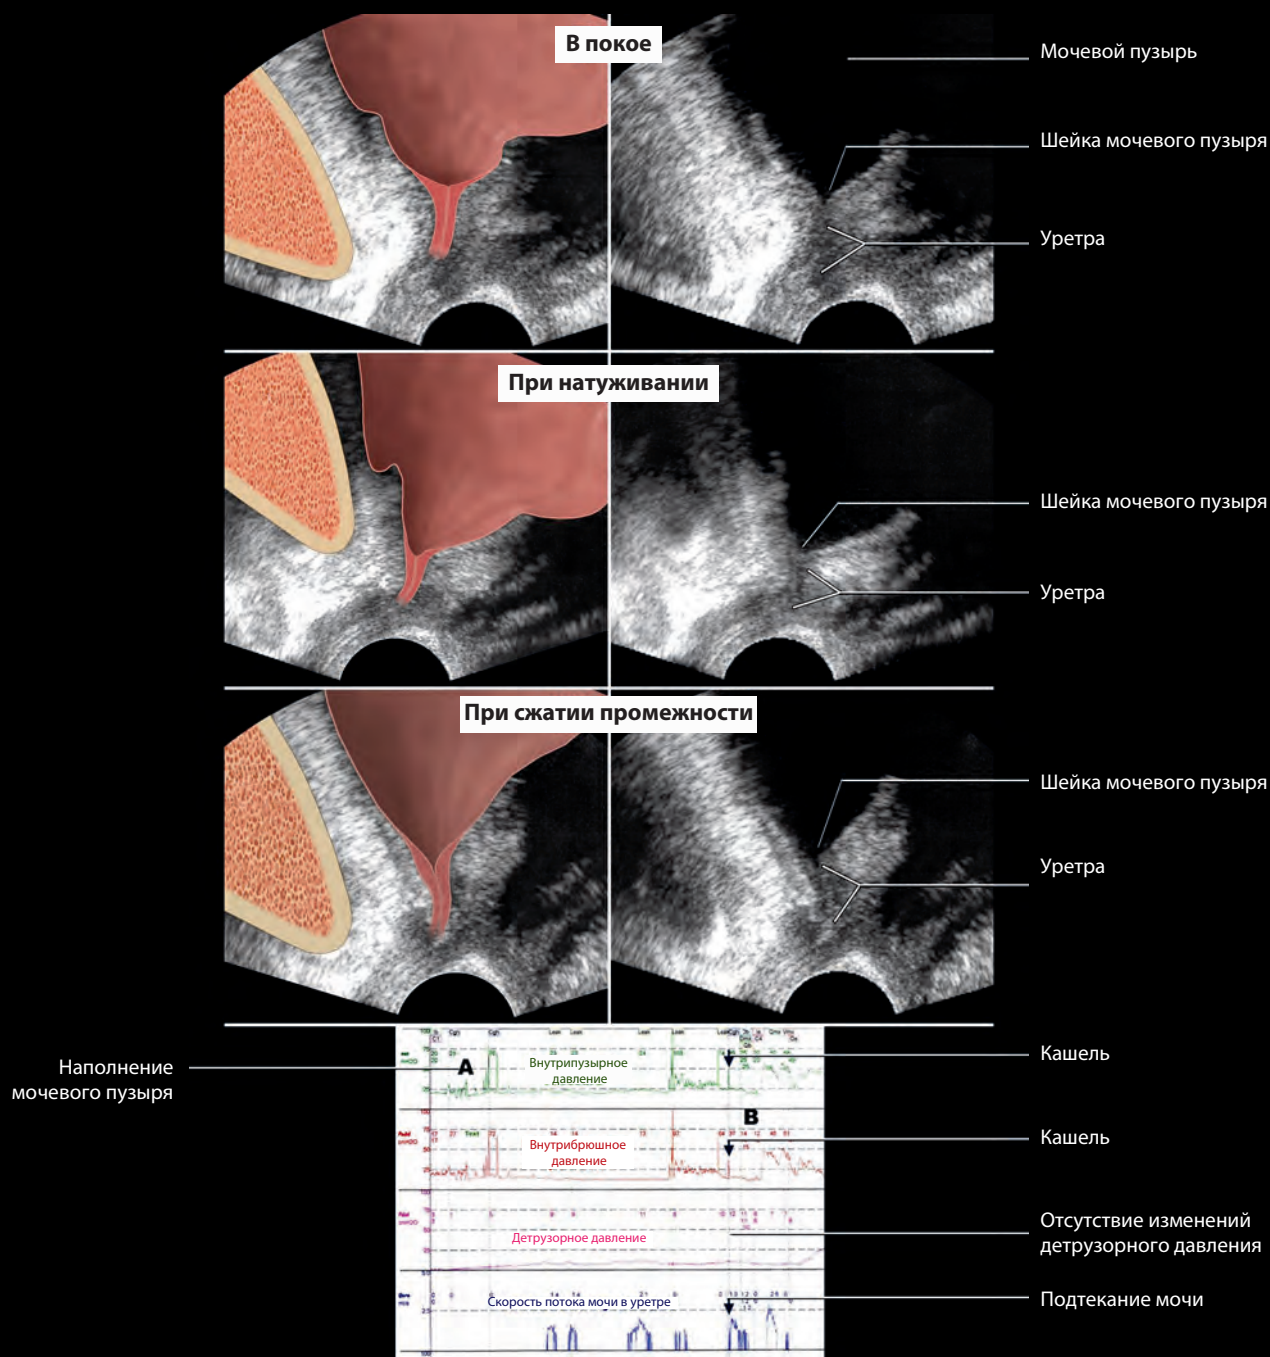 В покое
Мочевой пузырь
Шейка мочевого пузыря
Уретра
При натуживании
Шейка мочевого пузыря
Уретра
При сжатии промежности
Шейка мочевого пузыря
Уретра
Наполнение
мочевого пузыря
A
Внутрипузырное
давление
Кашель
B
Внутрибрюшное
давление
Кашель
Детрузорное давление
Отсутствие изменений
детрузорного давления
Скорость потока мочи в уретре
Подтекание мочи